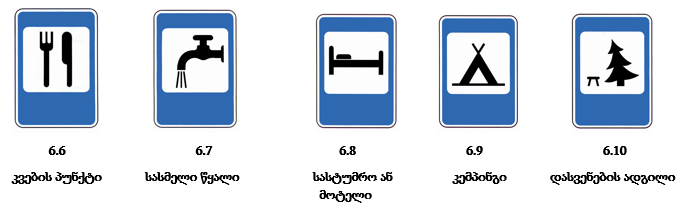 6.6 6.7 6.8 6.9 6.10
კვების პუნქტი სასმელი წყალი სასტუმრო ან კემპინგი დასვენების ადგილი
მოტელი